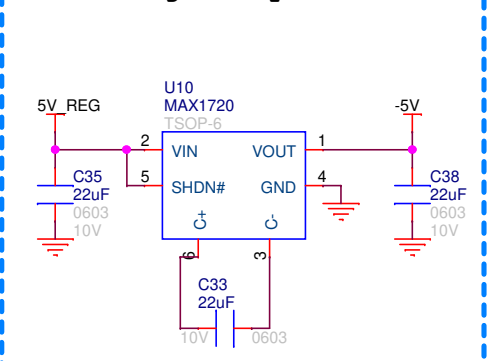 U10
MAX1720
TSOP-6
5V_REG
-5V
2
VIN
VOUT
1
5
SHDN#
GND
4
C+
C-
6
3
C35
22uF
0603
10V
C38
22uF
0603
10V
C33
22uF
10V
0603